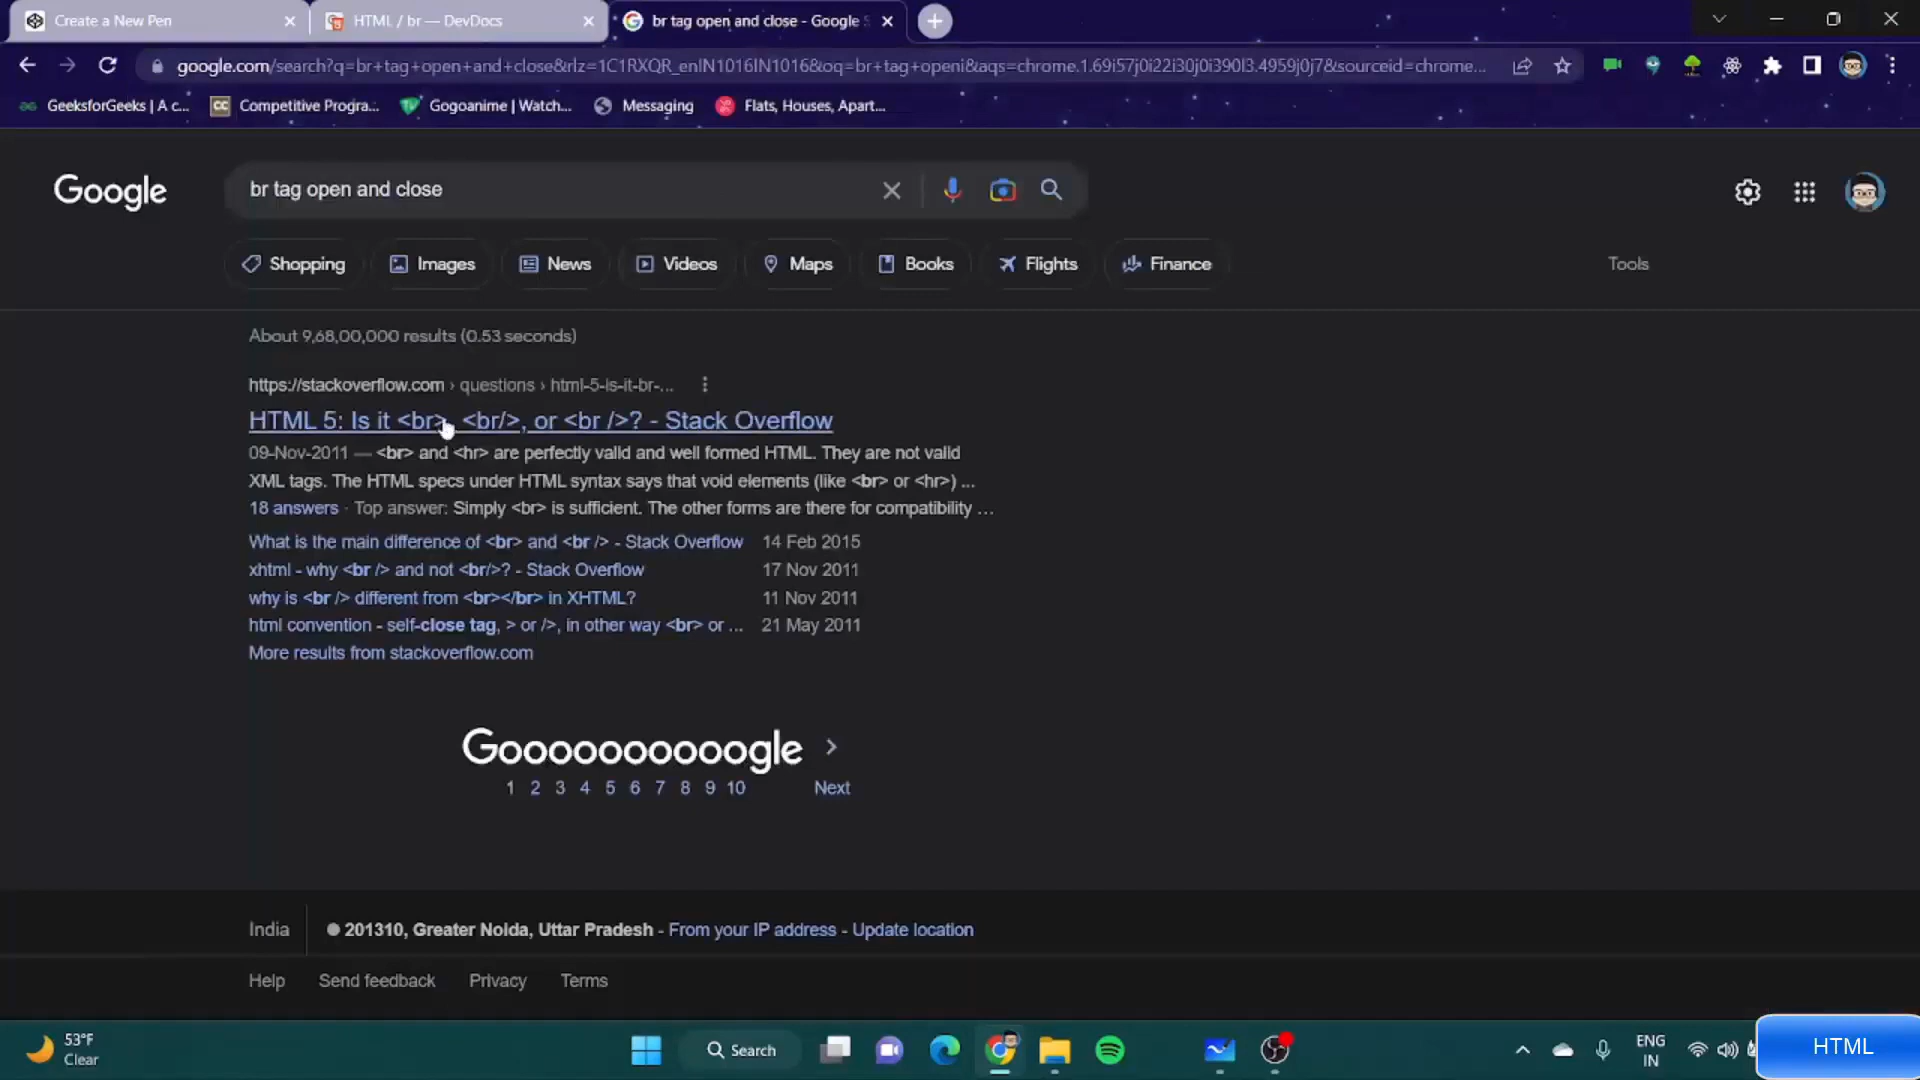 Create a New Pen
HTML / br — DevDocs
br tag open and close - Google S
google.com/search?q=br+tag+open+and+close&rlz=1C1RXQR_enIN1016IN1016&oq=br+tag+openi&aqs=chrome.1.69i57j0i22i30j0i390l3.4959j0j7&sourceid=chrome...
GeeksforGeeks | A c...
Competitive Progra...
Gogoanime | Watch...
Messaging
Flats, Houses, Apart...
Google
br tag open and close
Shopping
Images
News
Videos
Maps
Books
Flights
Finance
Tools
About 9,68,00,000 results (0.53 seconds)
https://stackoverflow.com › questions › html-5-is-it-br-...
HTML 5: Is it <br>, <br/>, or <br />? - Stack Overflow
09-Nov-2011 — <br> and <hr> are perfectly valid and well formed HTML. They are not valid
XML tags. The HTML specs under HTML syntax says that void elements (like <br> or <hr>) ...
18 answers · Top answer: Simply <br> is sufficient. The other forms are there for compatibility ...
What is the main difference of <br> and <br /> - Stack Overflow 14 Feb 2015
xhtml - why <br /> and not <br/>? - Stack Overflow 17 Nov 2011
why is <br /> different from <br></br> in XHTML? 11 Nov 2011
html convention - self-close tag, > or />, in other way <br> or ... 21 May 2011
More results from stackoverflow.com
Goooooooooogle
1 2 3 4 5 6 7 8 9 10 Next
India
201310, Greater Noida, Uttar Pradesh - From your IP address - Update location
Help Send feedback Privacy Terms
53°F
Clear
Search
ENG
IN
HTML